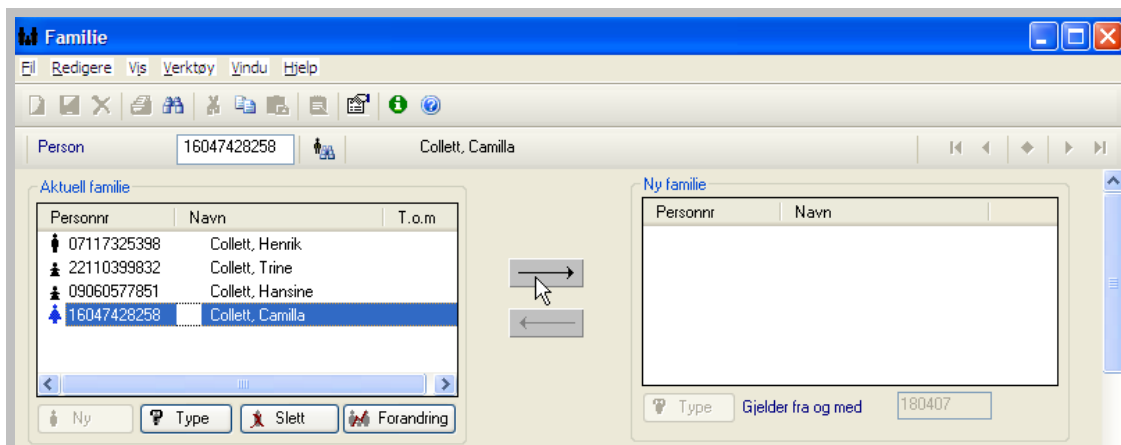 Familie
Fil Redigere Vis Verktøy Vindu Hjelp
Person 16047428258 Collett, Camilla
Aktuell familie
Personnr Navn T.o.m
07117325398 Collett, Henrik
22110399832 Collett, Trine
09060577851 Collett, Hansine
16047428258 Collett, Camilla
Ny Type Slett Forandring
Ny familie
Personnr Navn
Type Gjelder fra og med 180407